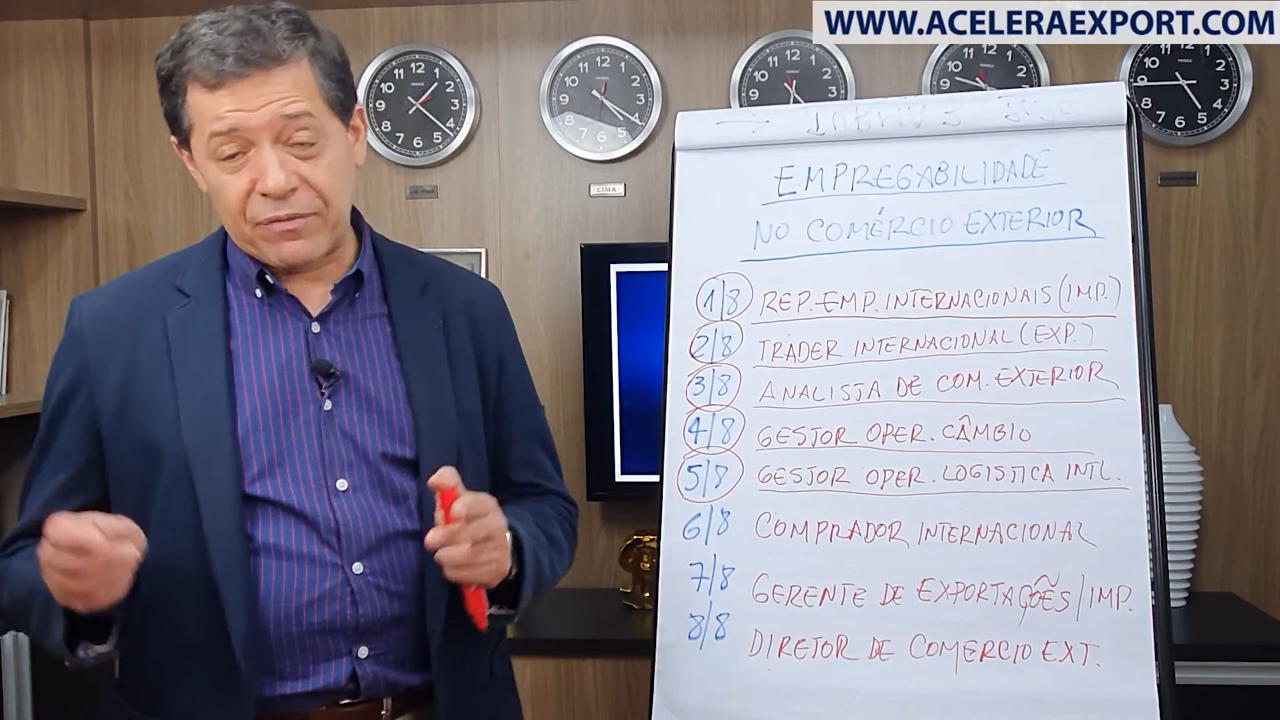 WWW.ACELERAEXPORT.COM
LIMA
EMPREGABILIDADE
NO COMÉRCIO EXTERIOR
1/8 REP. EMP. INTERNACIONAIS (IMP.)
2/8 TRADER INTERNACIONAL (EXP.)
3/8 ANALISTA DE COM. EXTERIOR
4/8 GESTOR OPER. CÂMBIO
5/8 GESTOR OPER. LOGISTICA INTL.
6/8 COMPRADOR INTERNACIONAL
7/8 GERENTE DE EXPORTAÇÕES/IMP.
8/8 DIRETOR DE COMERCIO EXT.